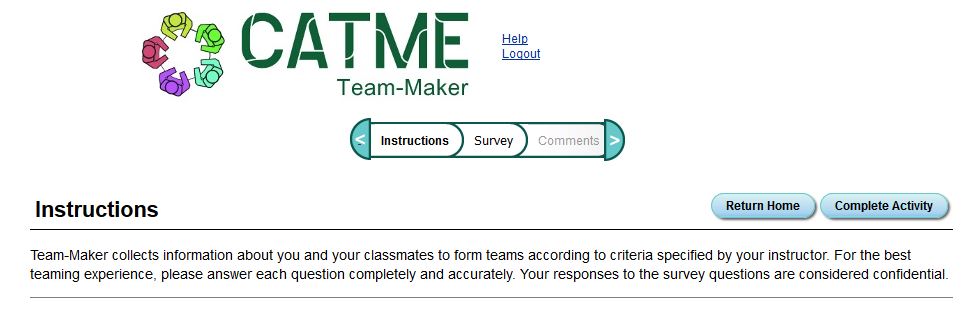 CATME
Team-Maker
Help
Logout
< Instructions Survey Comments >
Instructions
Return Home Complete Activity
Team-Maker collects information about you and your classmates to form teams according to criteria specified by your instructor. For the best
teaming experience, please answer each question completely and accurately. Your responses to the survey questions are considered confidential.